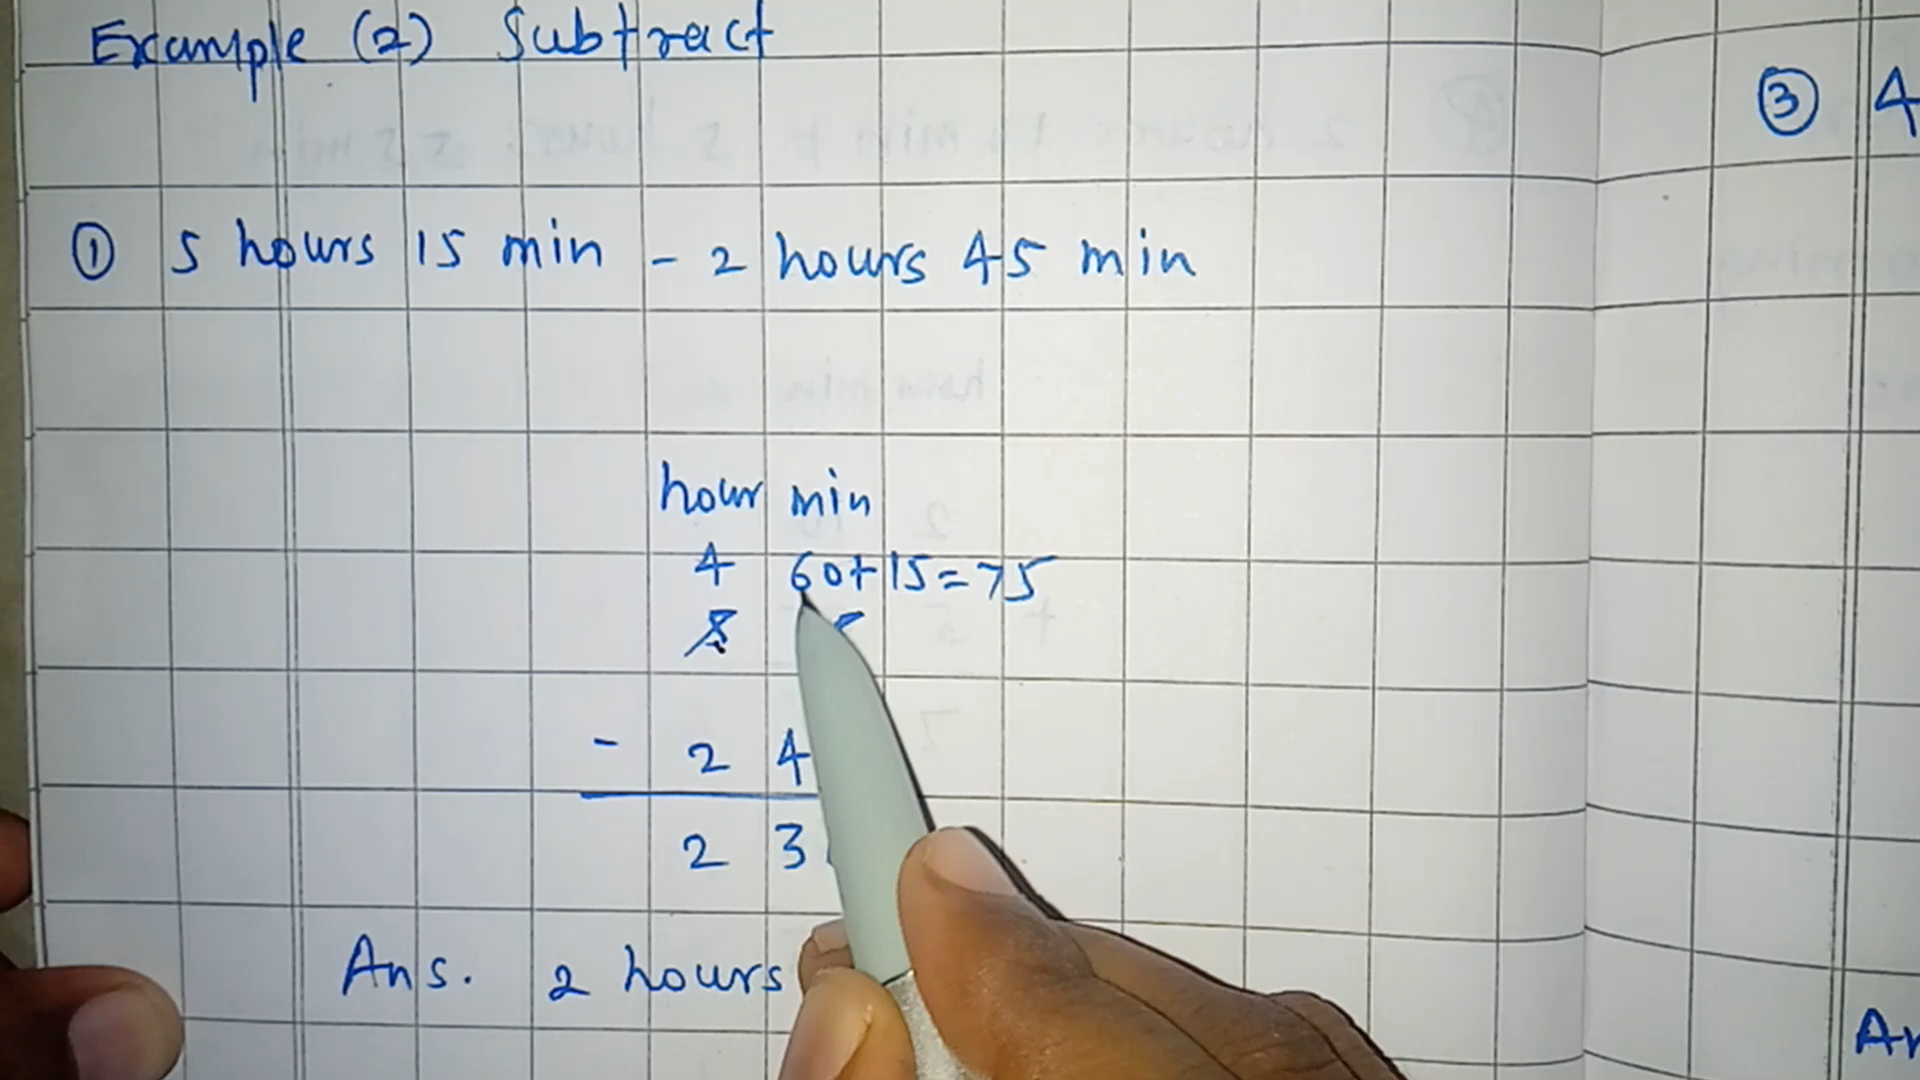 Example (2) Subtract
③ 4
① 5 hours 15 min - 2 hours 45 min
hour min
4 60+15=75
5
- 2 4
2 3
Ans. 2 hours